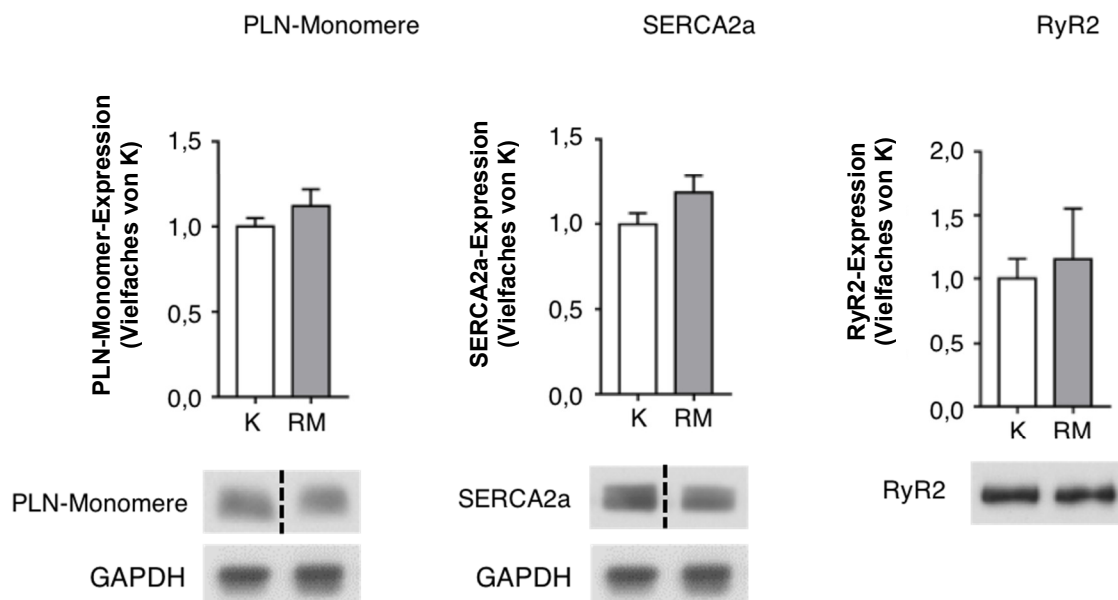 PLN-Monomere
SERCA2a
RyR2
PLN-Monomer-Expression
(Vielfaches von K)
1,5
1,0
0,5
0,0
K RM
SERCA2a-Expression
(Vielfaches von K)
1,5
1,0
0,5
0,0
K RM
RyR2-Expression
(Vielfaches von K)
2,0
1,5
1,0
0,5
0,0
K RM
PLN-Monomere
GAPDH
SERCA2a
GAPDH
RyR2